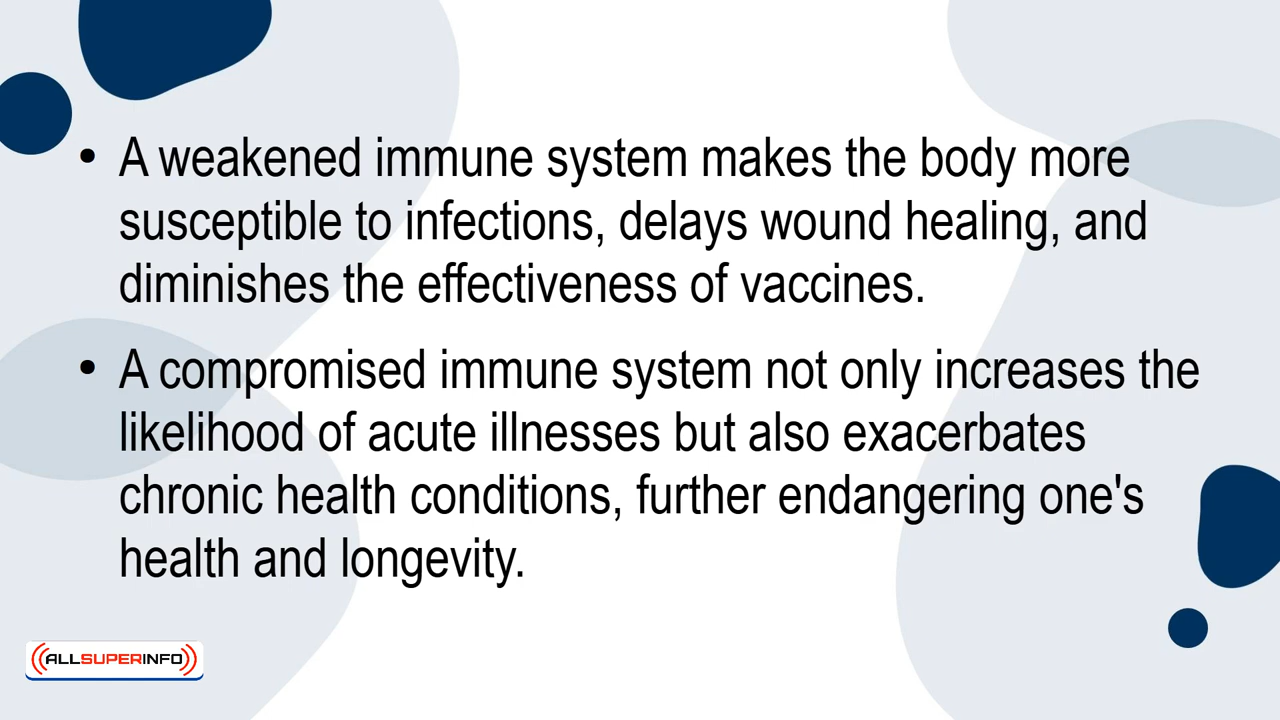 • A weakened immune system makes the body more
susceptible to infections, delays wound healing, and
diminishes the effectiveness of vaccines.
• A compromised immune system not only increases the
likelihood of acute illnesses but also exacerbates
chronic health conditions, further endangering one's
health and longevity.
ALLSUPERINFO